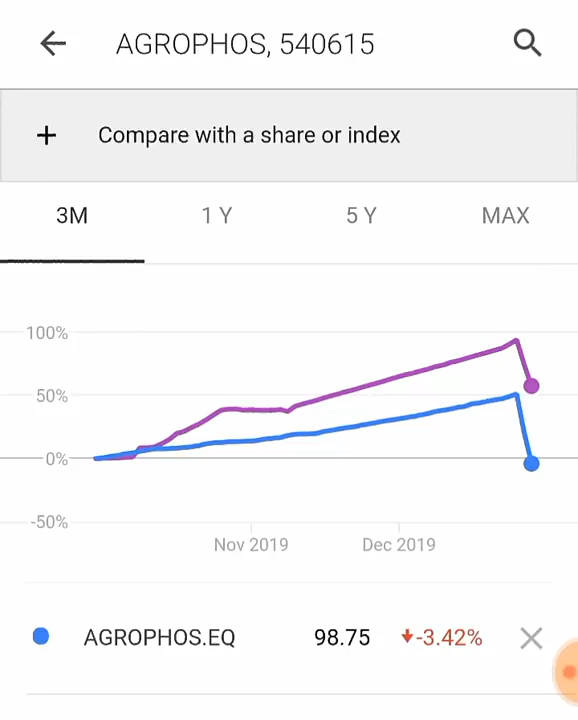 AGROPHOS, 540615
+ Compare with a share or index
3M 1 Y 5 Y MAX
100%
50%
0%
-50%
Nov 2019 Dec 2019
AGROPHOS.EQ 98.75 -3.42%